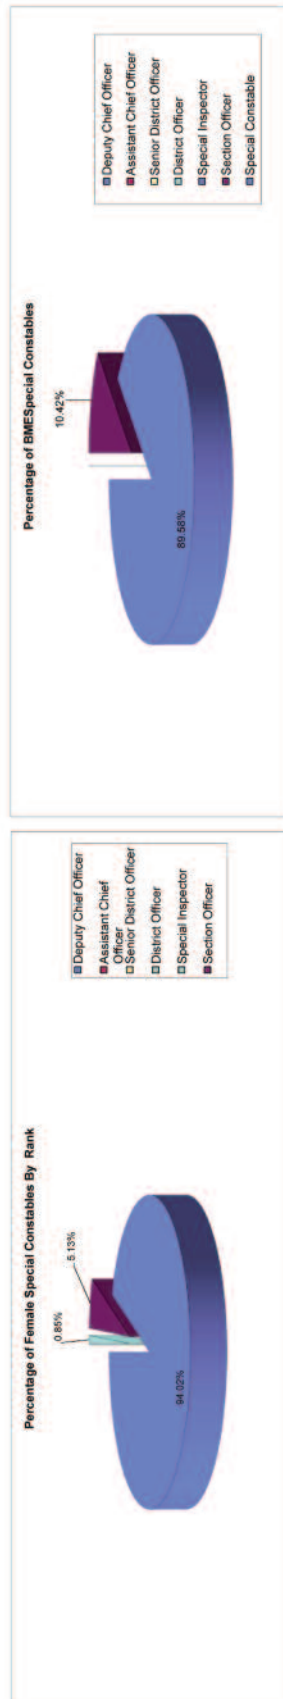 Percentage of Female Special Constables By Rank
0.85%
5.13%
94.02%
Deputy Chief Officer
Assistant Chief
Officer
Senior District Officer
District Officer
Special Inspector
Section Officer
Percentage of BMESpecial Constables
10.42%
89.58%
Deputy Chief Officer
Assistant Chief Officer
Senior District Officer
District Officer
Special Inspector
Section Officer
Special Constable